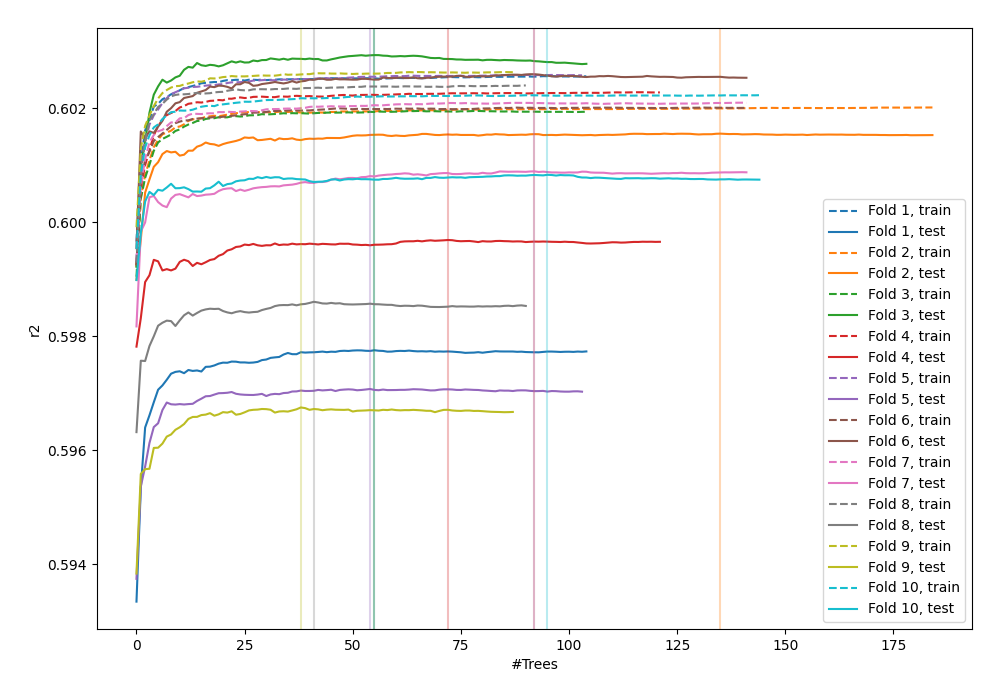 0.602
0.600
0.598
0.596
0.594
r2
0
25
50
75
100
125
150
175
#Trees
Fold 1, train
Fold 1, test
Fold 2, train
Fold 2, test
Fold 3, train
Fold 3, test
Fold 4, train
Fold 4, test
Fold 5, train
Fold 5, test
Fold 6, train
Fold 6, test
Fold 7, train
Fold 7, test
Fold 8, train
Fold 8, test
Fold 9, train
Fold 9, test
Fold 10, train
Fold 10, test